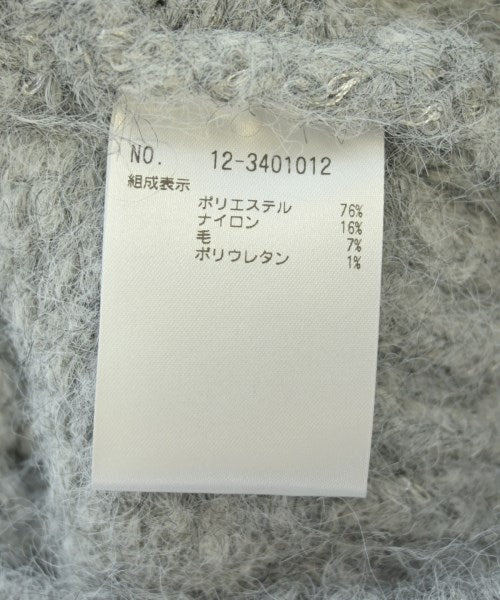 NO. 12-3401012
組成表示
ポリエステル 76%
ナイロン 16%
毛 7%
ポリウレタン 1%